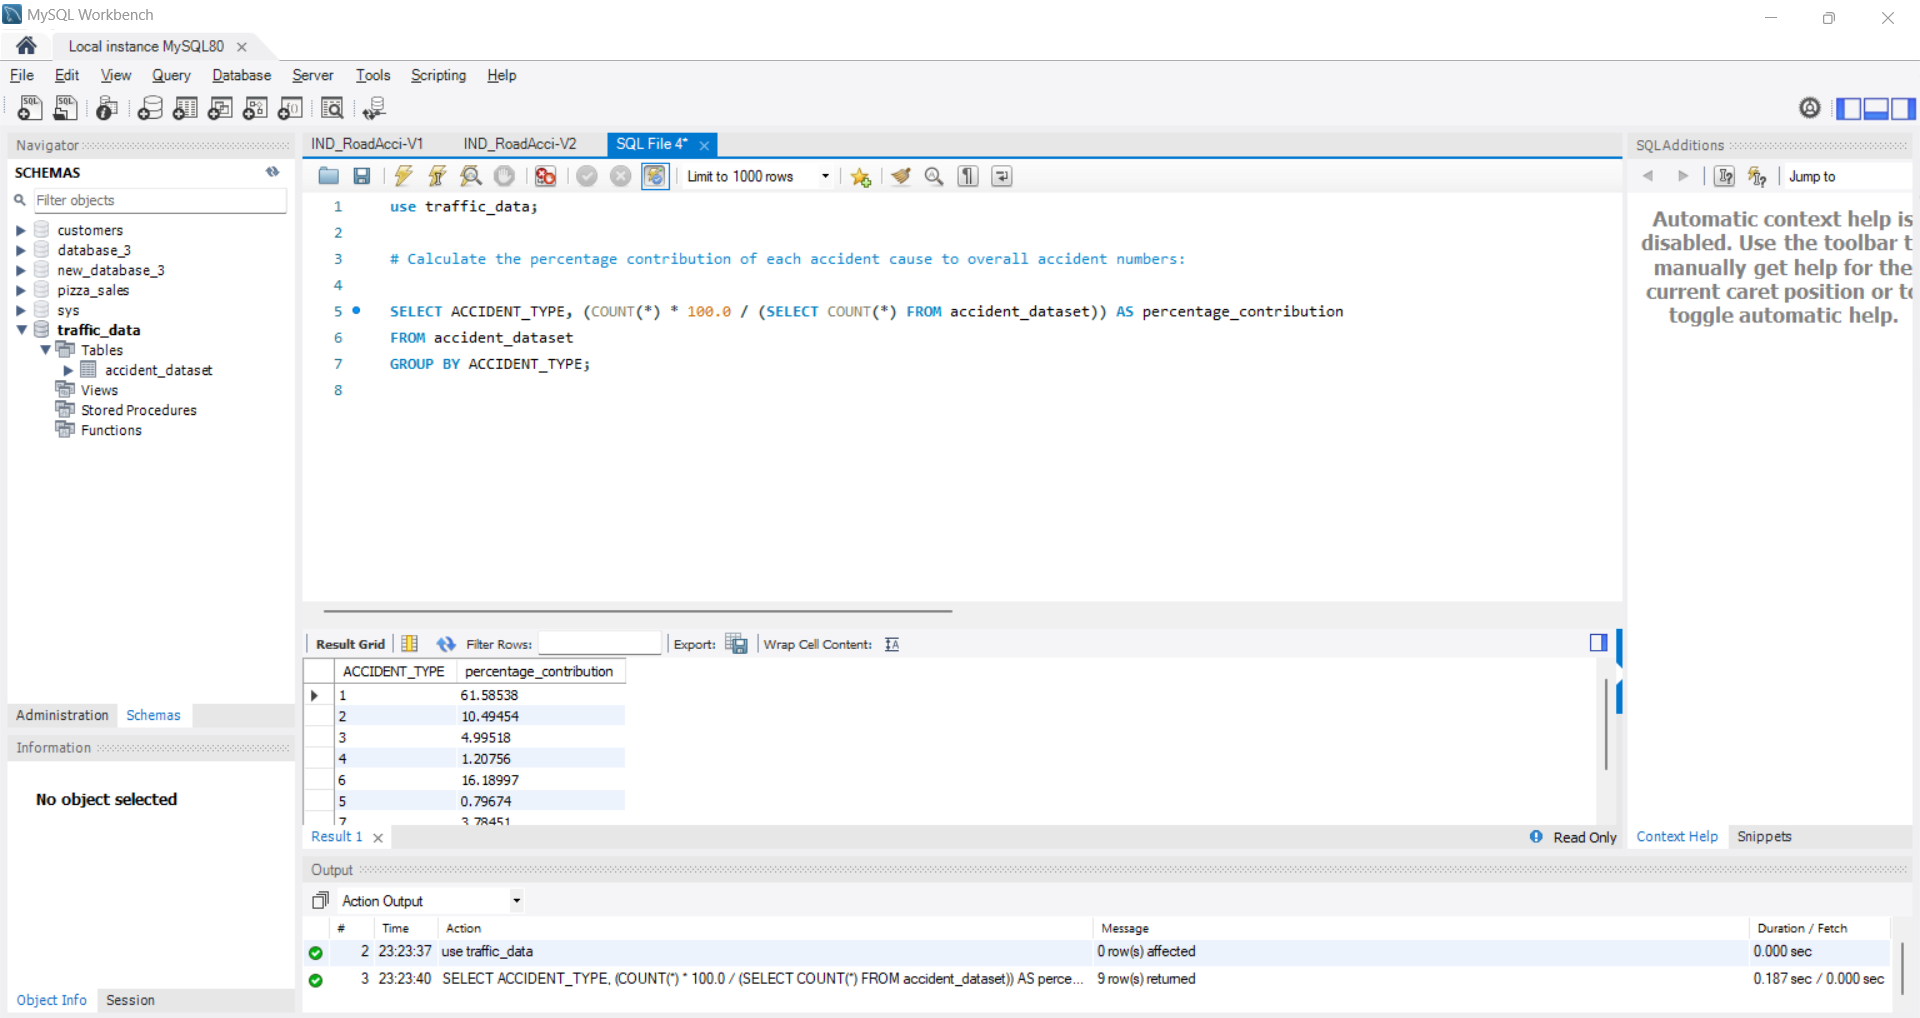 MySQL Workbench
Local instance MySQL80
File Edit View Query Database Server Tools Scripting Help
Navigator
SCHEMAS
Filter objects
customers
database_3
new_database_3
pizza_sales
sys
traffic_data
Tables
accident_dataset
Views
Stored Procedures
Functions
Administration Schemas
Information
No object selected
Object Info Session
IND_RoadAcci-V1 IND_RoadAcci-V2 SQL File 4*
Limit to 1000 rows
1 use traffic_data;
2
3 # Calculate the percentage contribution of each accident cause to overall accident numbers:
4
5 SELECT ACCIDENT_TYPE, (COUNT(*) * 100.0 / (SELECT COUNT(*) FROM accident_dataset)) AS percentage_contribution
6 FROM accident_dataset
7 GROUP BY ACCIDENT_TYPE;
8
Result Grid Filter Rows: Export: Wrap Cell Content:
ACCIDENT_TYPE percentage_contribution
1 61.58538
2 10.49454
3 4.99518
4 1.20756
6 16.18997
5 0.79674
7 3.78451
Result 1
Read Only
SQLAdditions
Jump to
Automatic context help is
disabled. Use the toolbar t
manually get help for the
current caret position or to
toggle automatic help.
Context Help Snippets
Output
Action Output
# Time Action Message Duration / Fetch
2 23:23:37 use traffic_data 0 row(s) affected 0.000 sec
3 23:23:40 SELECT ACCIDENT_TYPE, (COUNT(*) * 100.0 / (SELECT COUNT(*) FROM accident_dataset)) AS perce... 9 row(s) returned 0.187 sec / 0.000 sec